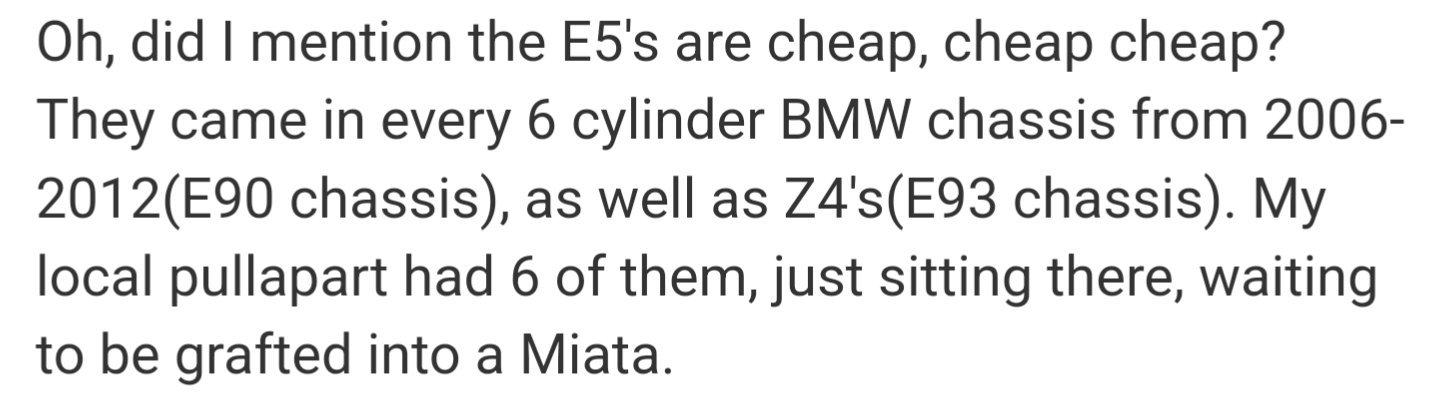 Oh, did I mention the E5's are cheap, cheap cheap?
They came in every 6 cylinder BMW chassis from 2006-
2012(E90 chassis), as well as Z4's(E93 chassis). My
local pullapart had 6 of them, just sitting there, waiting
to be grafted into a Miata.